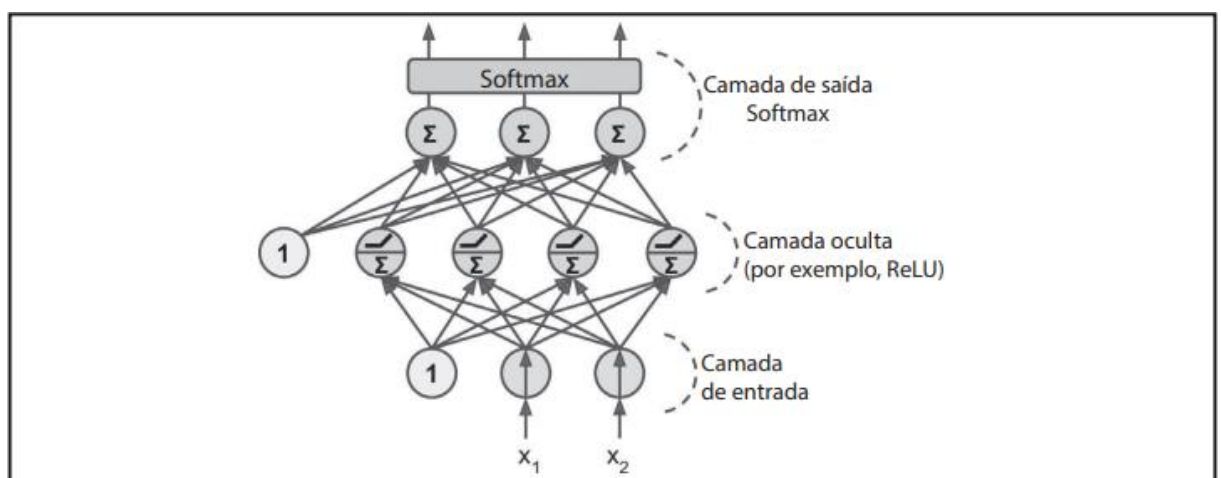 Softmax
Camada de saída
Softmax
Σ Σ Σ
1
Σ Σ Σ Σ
Camada oculta
(por exemplo, ReLU)
1
Camada
de entrada
x₁ x₂